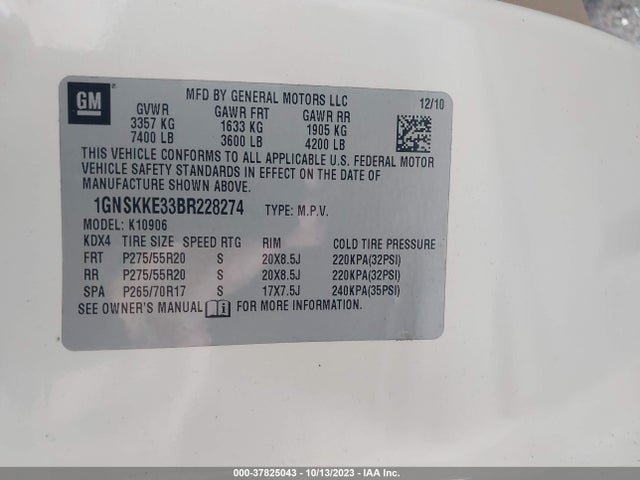 GM
MFD BY GENERAL MOTORS LLC 12/10
GVWR GAWR FRT GAWR RR
3357 KG 1633 KG 1905 KG
7400 LB 3600 LB 4200 LB
THIS VEHICLE CONFORMS TO ALL APPLICABLE U.S. FEDERAL MOTOR
VEHICLE SAFETY STANDARDS IN EFFECT ON THE DATE OF
MANUFACTURE SHOWN ABOVE.
1GNSKKE33BR228274 TYPE: M.P.V.
MODEL: K10906
KDX4 TIRE SIZE SPEED RTG RIM COLD TIRE PRESSURE
FRT P275/55R20 S 20X8.5J 220KPA(32PSI)
RR P275/55R20 S 20X8.5J 220KPA(32PSI)
SPA P265/70R17 S 17X7.5J 240KPA(35PSI)
SEE OWNER'S MANUAL FOR MORE INFORMATION.
000-37825043 - 10/13/2023 - IAA Inc.